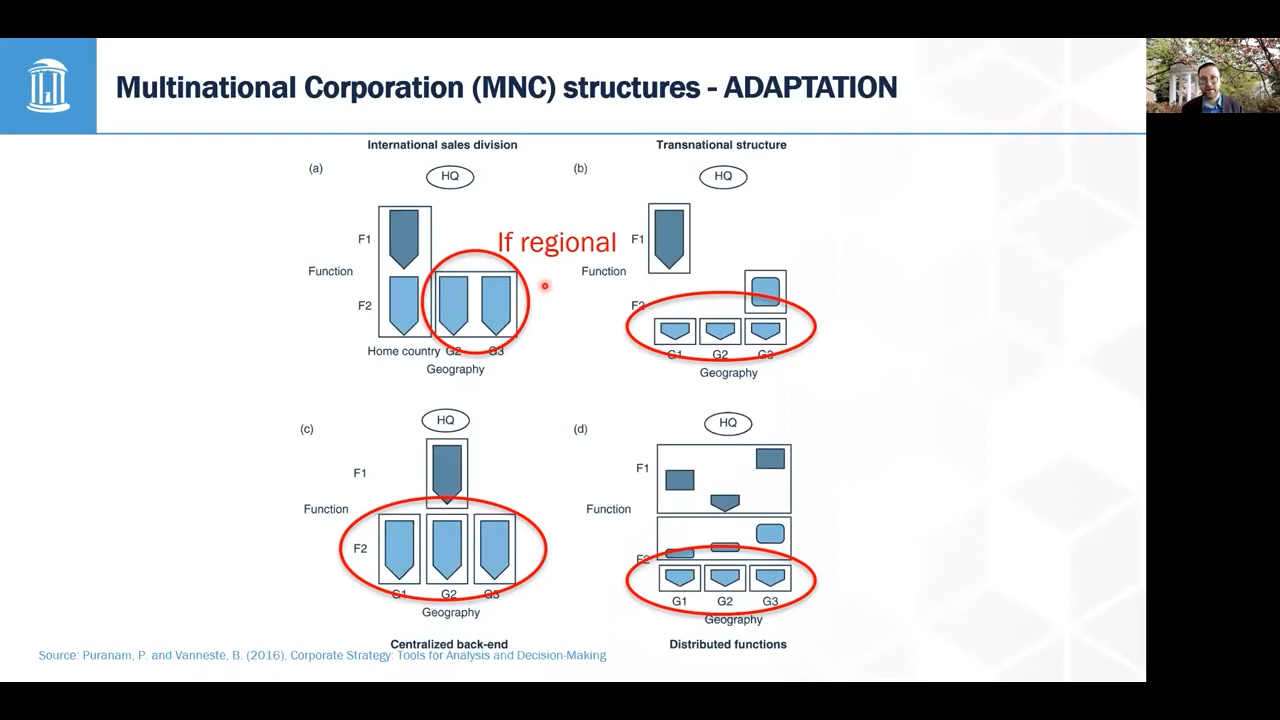 Multinational Corporation (MNC) structures - ADAPTATION
International sales division
Transnational structure
(a)
HQ
(b)
HQ
F1
If regional
F1
Function
Function
F2
F2
Home country G2 G3
G1 G2 G3
Geography
Geography
(c)
HQ
(d)
HQ
F1
F1
Function
Function
F2
F2
G1 G2 G3
G1 G2 G3
Geography
Geography
Centralized back-end
Distributed functions
Source: Puranam, P. and Vanneste, B. (2016), Corporate Strategy: Tools for Analysis and Decision-Making